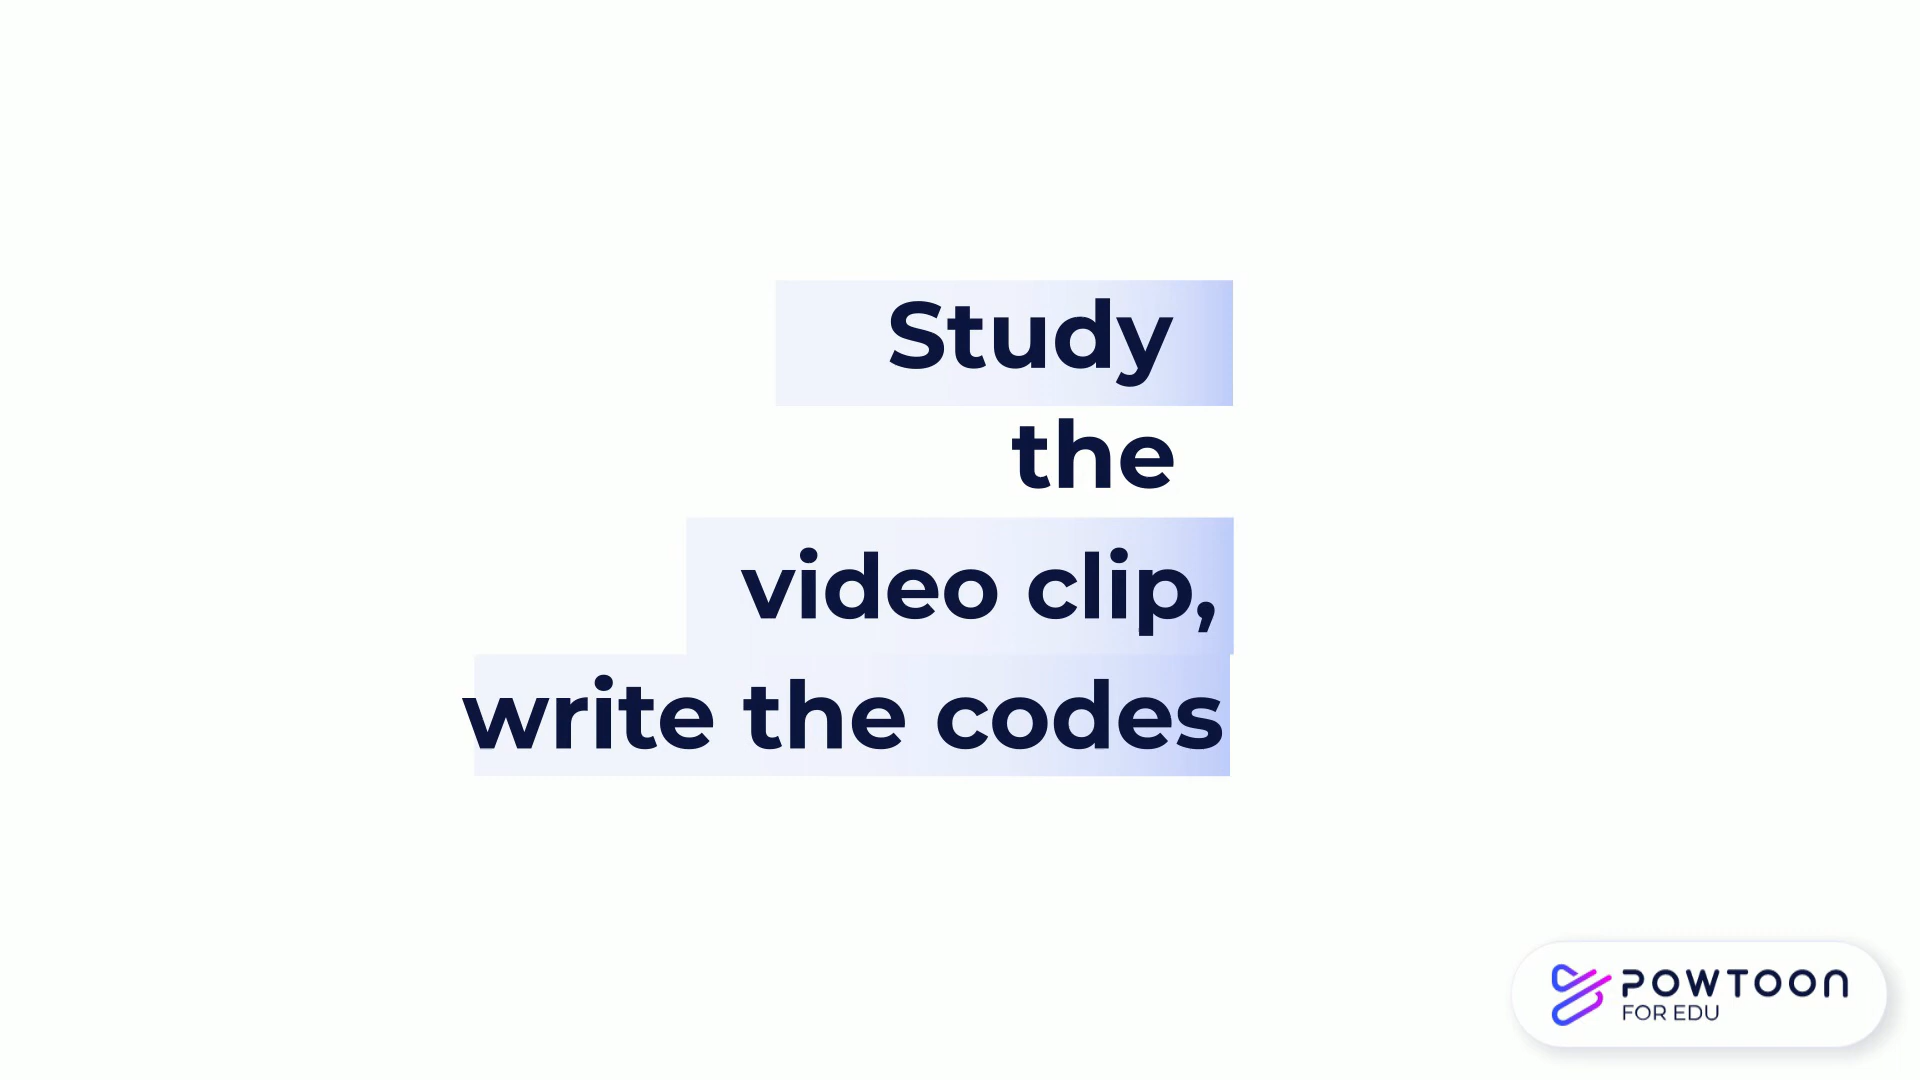 Study
the
video clip,
write the codes
POWTOON
FOR EDU